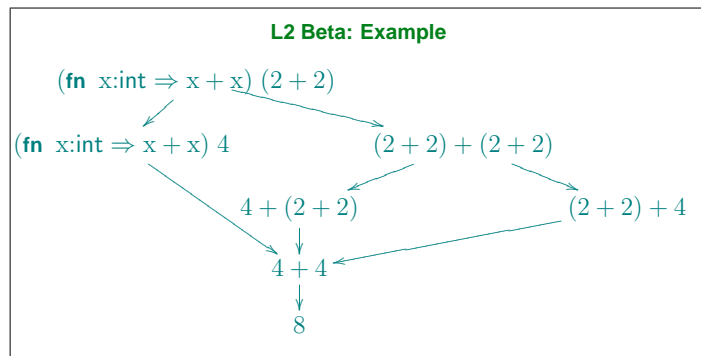 L2 Beta: Example
(fn x:int ⇒ x + x) (2 + 2)
(fn x:int ⇒ x + x) 4 (2 + 2) + (2 + 2)
4 + (2 + 2) (2 + 2) + 4
4 + 4
8